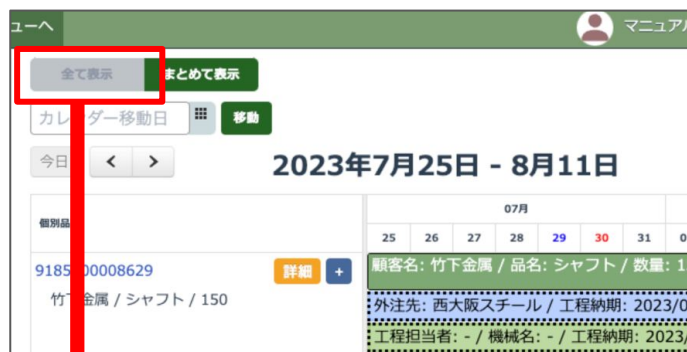 ューへ
マニュアル
全て表示
まとめて表示
カレンダー移動日
移動
今日
2023年7月25日 - 8月11日
個別品
07月
25 26 27 28 29 30 31
9185 00008629
詳細 +
竹下金属 / シャフト / 150
顧客名: 竹下金属 / 品名: シャフト / 数量: 1
外注先: 西大阪スチール / 工程納期: 2023/0
工程担当者: - / 機械名: - / 工程納期: 2023/